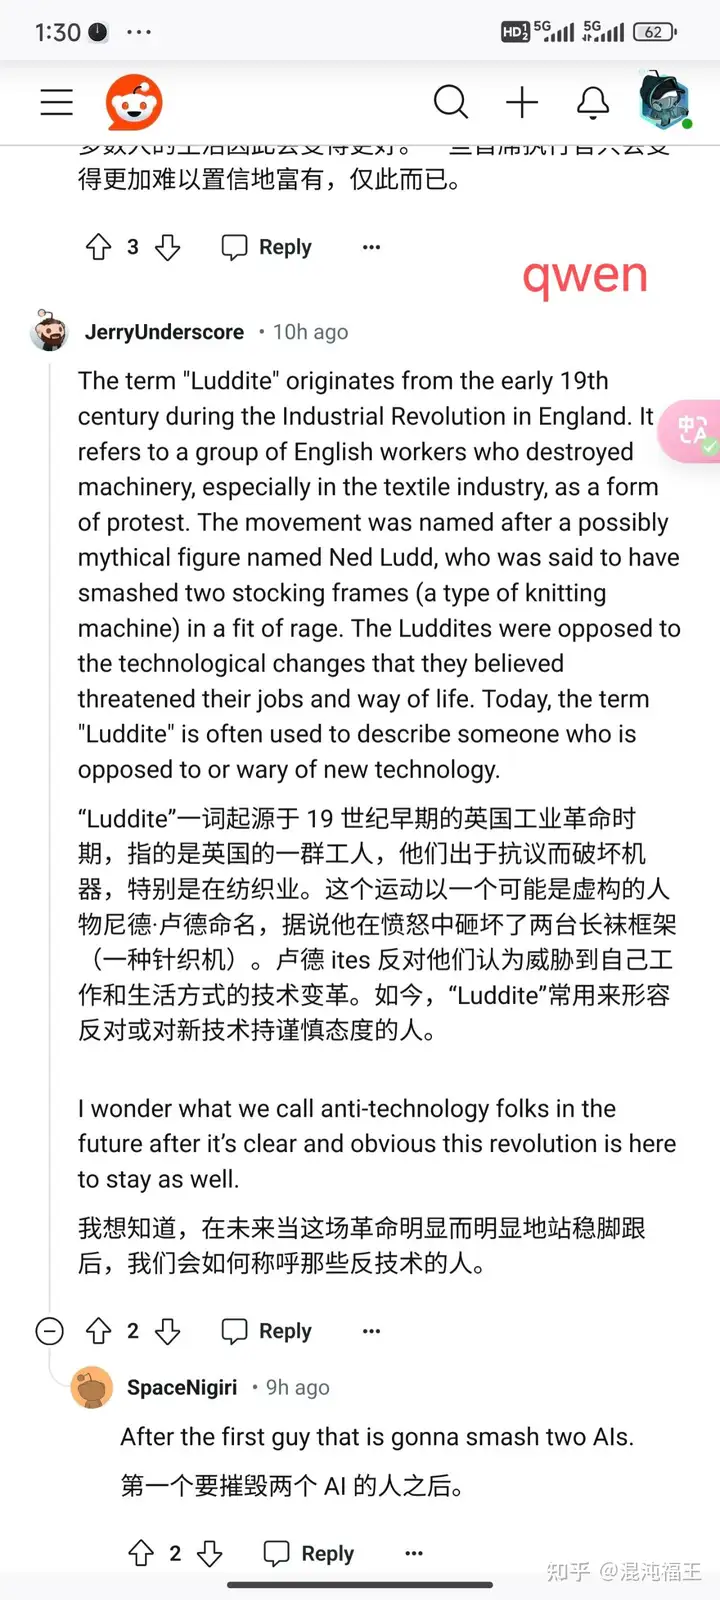 1:30
HD 1 2 5G 5G 62
得更加难以置信地富有，仅此而已。
3 Reply
qwen
JerryUnderscore • 10h ago
The term "Luddite" originates from the early 19th
century during the Industrial Revolution in England. It
refers to a group of English workers who destroyed
machinery, especially in the textile industry, as a form
of protest. The movement was named after a possibly
mythical figure named Ned Ludd, who was said to have
smashed two stocking frames (a type of knitting
machine) in a fit of rage. The Luddites were opposed to
the technological changes that they believed
threatened their jobs and way of life. Today, the term
"Luddite" is often used to describe someone who is
opposed to or wary of new technology.
“Luddite”一词起源于 19 世纪早期的英国工业革命时
期，指的是英国的一群工人，他们出于抗议而破坏机
器，特别是在纺织业。这个运动以一个可能是虚构的人
物尼德·卢德命名，据说他在愤怒中砸坏了两台长袜框架
（一种针织机）。卢德 ites 反对他们认为威胁到自己工
作和生活方式的技术变革。如今，“Luddite”常用来形容
反对或对新技术持谨慎态度的人。
I wonder what we call anti-technology folks in the
future after it’s clear and obvious this revolution is here
to stay as well.
我想知道，在未来当这场革命明显而明显地站稳脚跟
后，我们会如何称呼那些反技术的人。
2 Reply
SpaceNigiri • 9h ago
After the first guy that is gonna smash two AIs.
第一个要摧毁两个 AI 的人之后。
2 Reply
知乎 @混沌福王